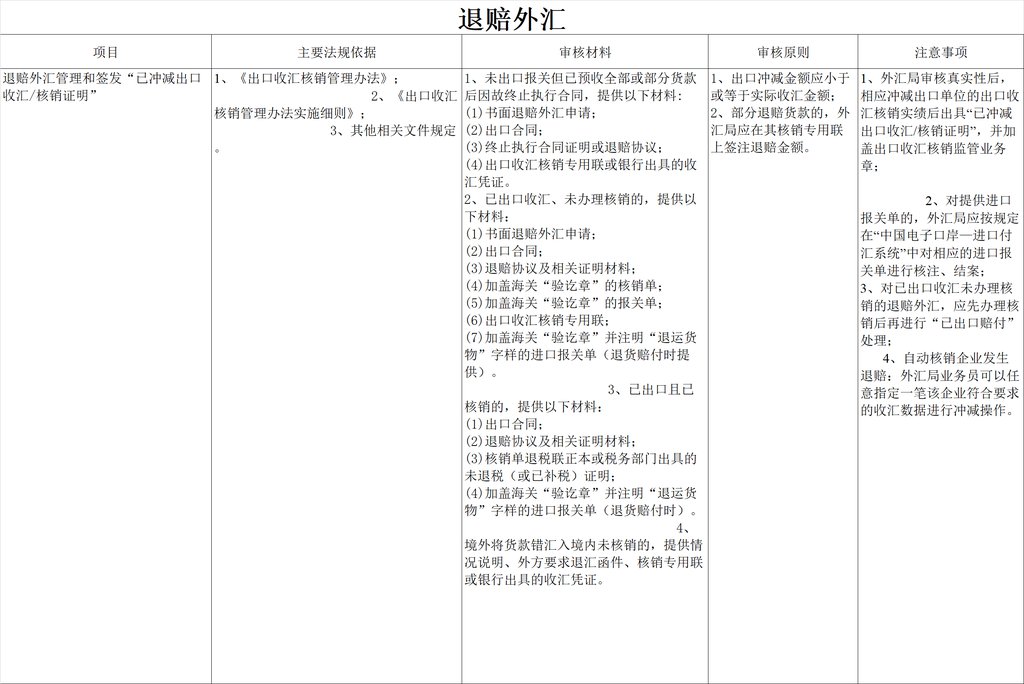 退赔外汇
项目
主要法规依据
审核材料
审核原则
注意事项
退赔外汇管理和签发“已冲减出口
收汇/核销证明”
1、《出口收汇核销管理办法》;
2、《出口收汇
核销管理办法实施细则》;
3、其他相关文件规定
。
1、未出口报关但已预收全部或部分货款
后因故终止执行合同，提供以下材料:
(1)书面退赔外汇申请;
(2)出口合同;
(3)终止执行合同证明或退赔协议;
(4)出口收汇核销专用联或银行出具的收
汇凭证。
2、已出口收汇、未办理核销的，提供以
下材料;
(1)书面退赔外汇申请;
(2)出口合同;
(3)退赔协议及相关证明材料;
(4)加盖海关“验讫章”的核销单;
(5)加盖海关“验讫章”的报关单;
(6)出口收汇核销专用联;
(7)加盖海关“验讫章”并注明“退运货
物”字样的进口报关单（退货赔付时提
供）。
3、已出口且已
核销的，提供以下材料:
(1)出口合同;
(2)退赔协议及相关证明材料;
(3)核销单退税联正本或税务部门出具的
未退税（或已补税）证明;
(4)加盖海关“验讫章”并注明“退运货
物”字样的进口报关单（退货赔付时）。
4、
境外将货款错汇入境内未核销的，提供情
况说明、外方要求退汇函件、核销专用联
或银行出具的收汇凭证。
1、出口冲减金额应小于
或等于实际收汇金额;
2、部分退赔货款的，外
汇局应在其核销专用联
上签注退赔金额。
1、外汇局审核真实性后，
相应冲减出口单位的出口收
汇核销实绩后出具“已冲减
出口收汇/核销证明”，并加
盖出口收汇核销监管业务
章;
2、对提供进口
报关单的，外汇局应按规定
在“中国电子口岸—进口付
汇系统”中对相应的进口报
关单进行核注、结案;
3、对已出口收汇未办理核
销的退赔外汇，应先办理核
销后再进行“已出口赔付”
处理;
4、自动核销企业发生
退赔: 外汇局业务员可以任
意指定一笔该企业符合要求
的收汇数据进行冲减操作。